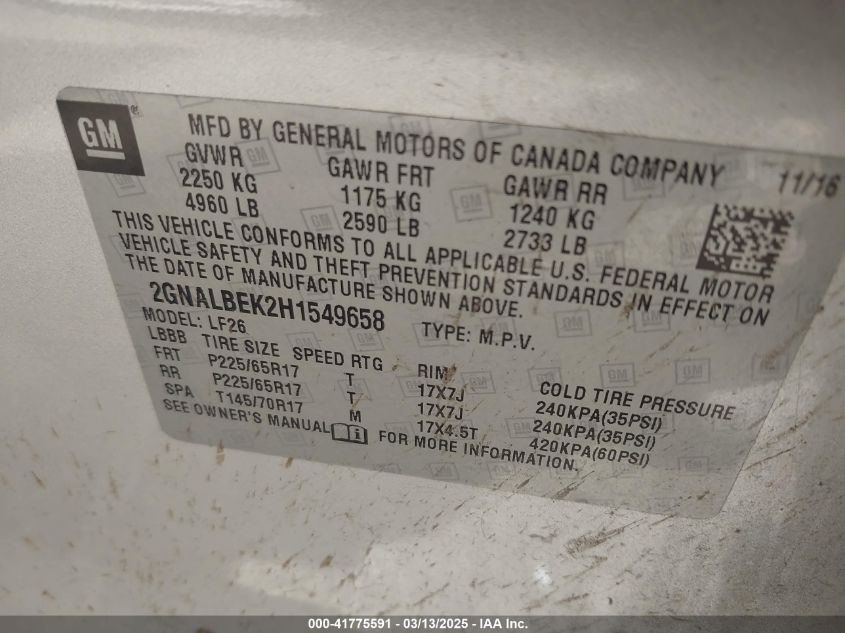 GM
MFD BY GENERAL MOTORS OF CANADA COMPANY 11/16
GVWR GAWR FRT GAWR RR
2250 KG 1175 KG 1240 KG
4960 LB 2590 LB 2733 LB
THIS VEHICLE CONFORMS TO ALL APPLICABLE U.S. FEDERAL MOTOR
VEHICLE SAFETY AND THEFT PREVENTION STANDARDS IN EFFECT ON
THE DATE OF MANUFACTURE SHOWN ABOVE.
2GNALBEK2H1549658 TYPE: M.P.V.
MODEL: LF26
LBBB TIRE SIZE SPEED RTG RIM COLD TIRE PRESSURE
FRT P225/65R17 T 17X7J 240KPA(35PSI)
RR P225/65R17 T 17X7J 240KPA(35PSI)
SPA T145/70R17 M 17X4.5T 420KPA(60PSI)
SEE OWNER'S MANUAL FOR MORE INFORMATION.
000-41775591 - 03/13/2025 - IAA Inc.